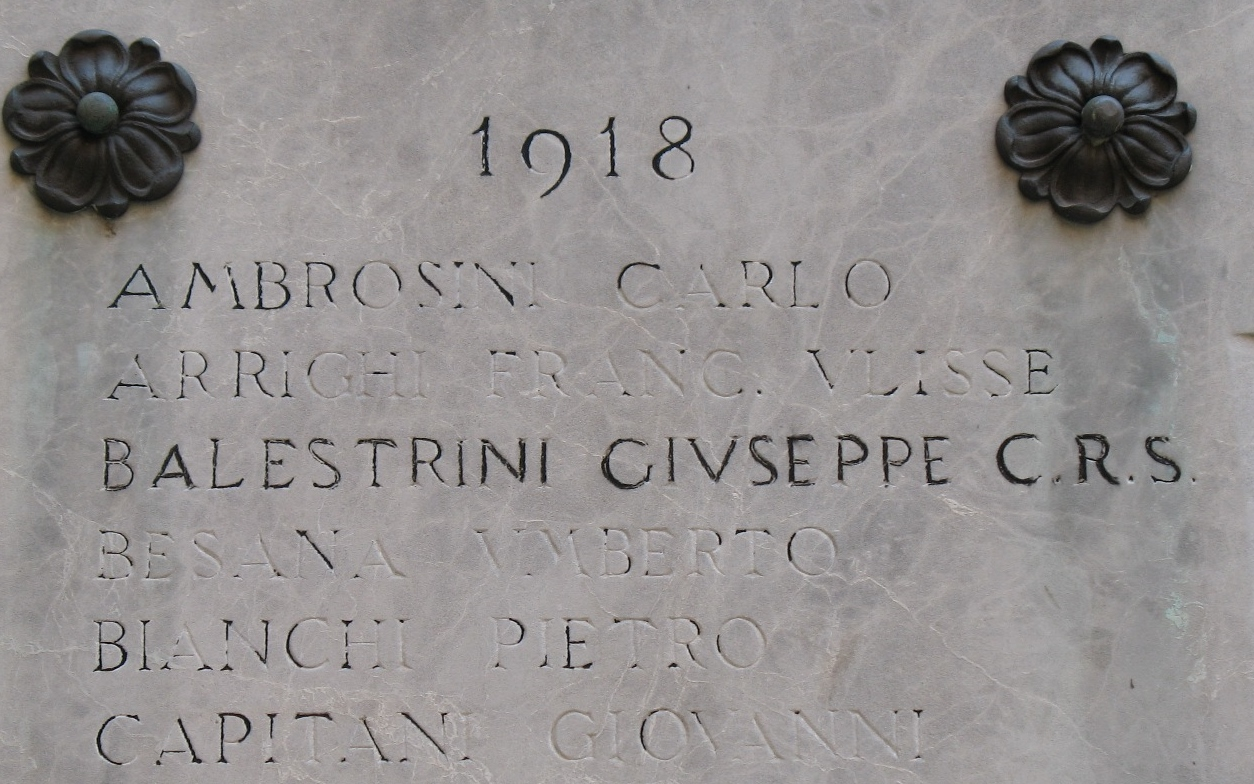 1918
AMBROSINI CARLO
ARRIGHI FRANC. VLISSE
BALESTRINI GIVSEPPE C.R.S.
BESANA VMBERTO
BIANCHI PIETRO
CAPITANI GIOVANNI